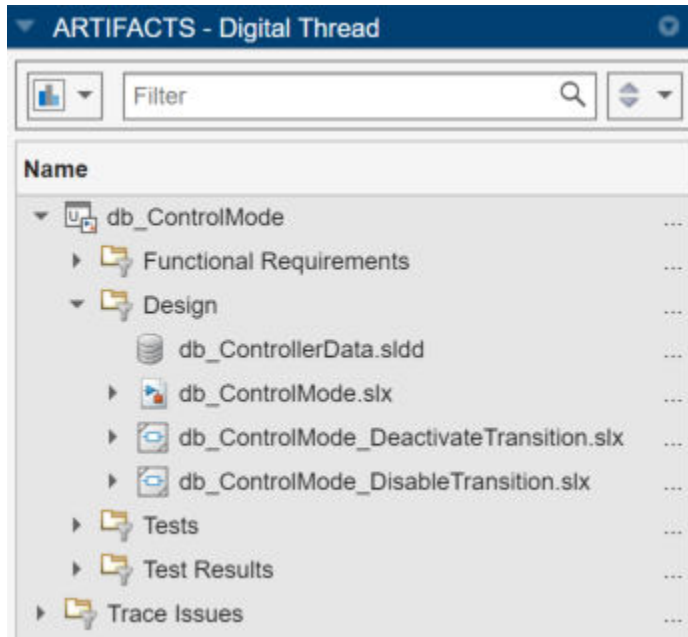 ARTIFACTS - Digital Thread
Filter
Name
db_ControlMode ...
Functional Requirements ...
Design ...
db_ControllerData.sldd ...
db_ControlMode.slx ...
db_ControlMode_DeactivateTransition.slx ...
db_ControlMode_DisableTransition.slx ...
Tests ...
Test Results ...
Trace Issues ...